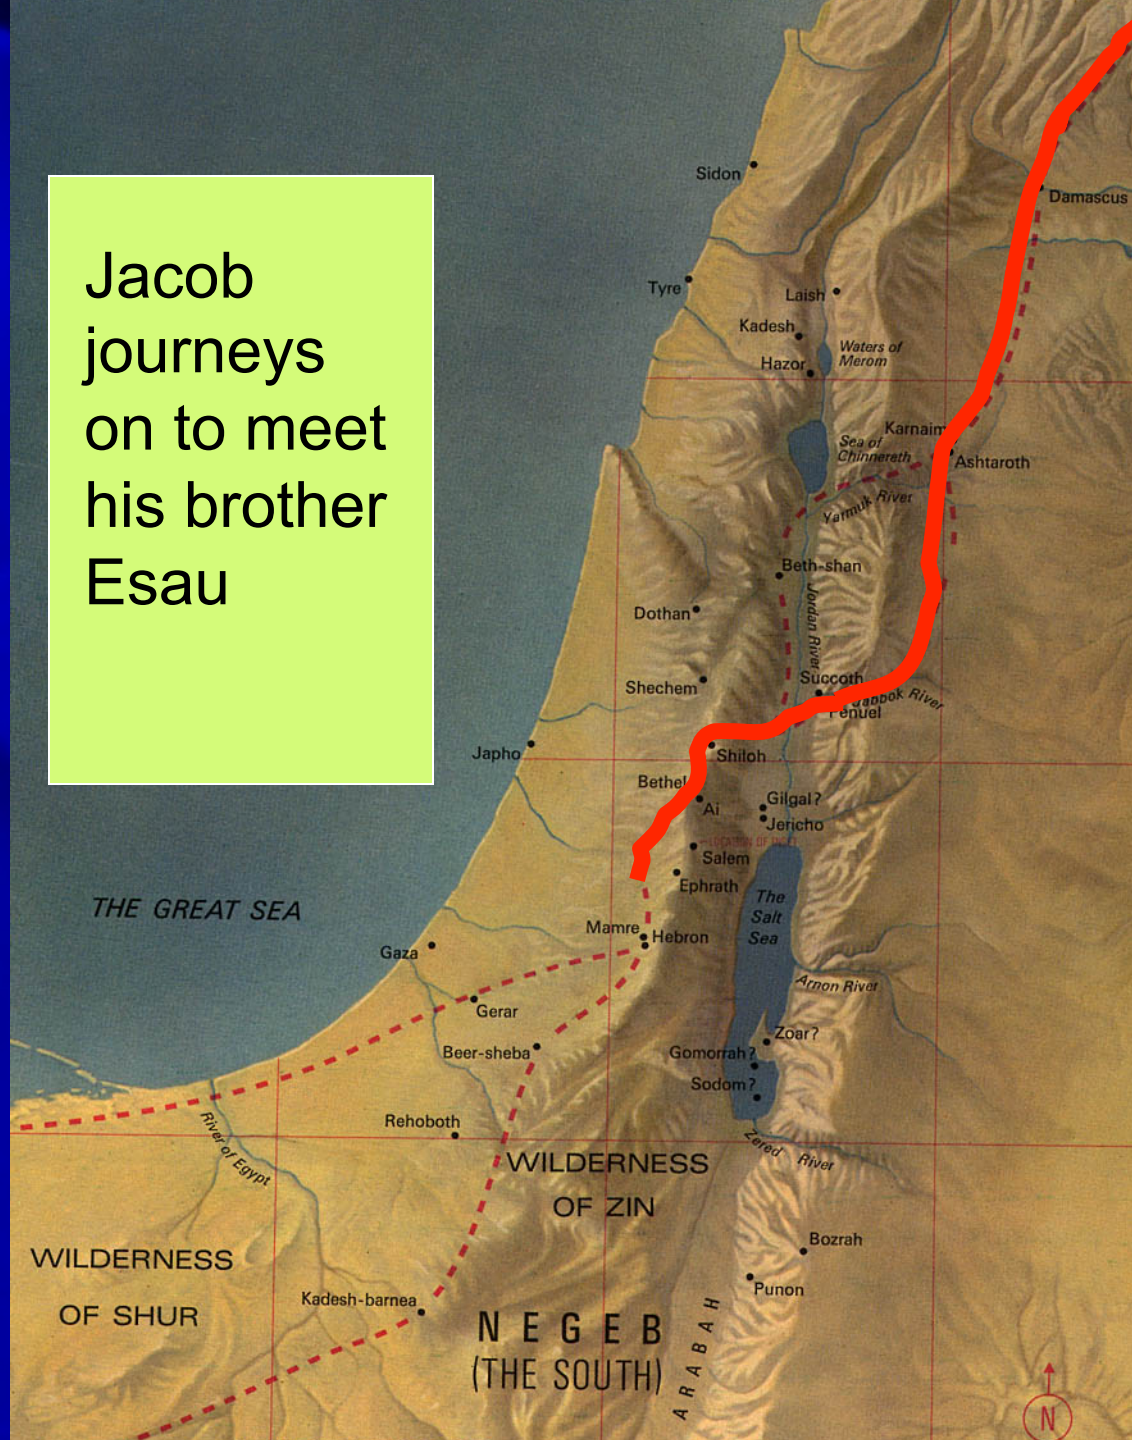 Jacob
journeys
on to meet
his brother
Esau
Sidon
Damascus
Tyre
Laish
Kadesh
Waters of
Merom
Hazor
Karnaim
Sea of
Chinnereth
Ashtaroth
Yarmuk River
Beth-shan
Jordan River
Dothan
Shechem
Succoth
Jabbok River
Penuel
Japho
Shiloh
Bethel
Ai
Gilgal?
Jericho
Salem
Ephrath
THE GREAT SEA
The
Salt
Sea
Mamre
Hebron
Gaza
Arnon River
Gerar
Zoar?
Beer-sheba
Gomorrah?
Sodom?
Rehoboth
River of Egypt
Zered River
WILDERNESS
OF ZIN
Bozrah
WILDERNESS
OF SHUR
Punon
Kadesh-barnea
NEGEB
(THE SOUTH)
ARABAH
N